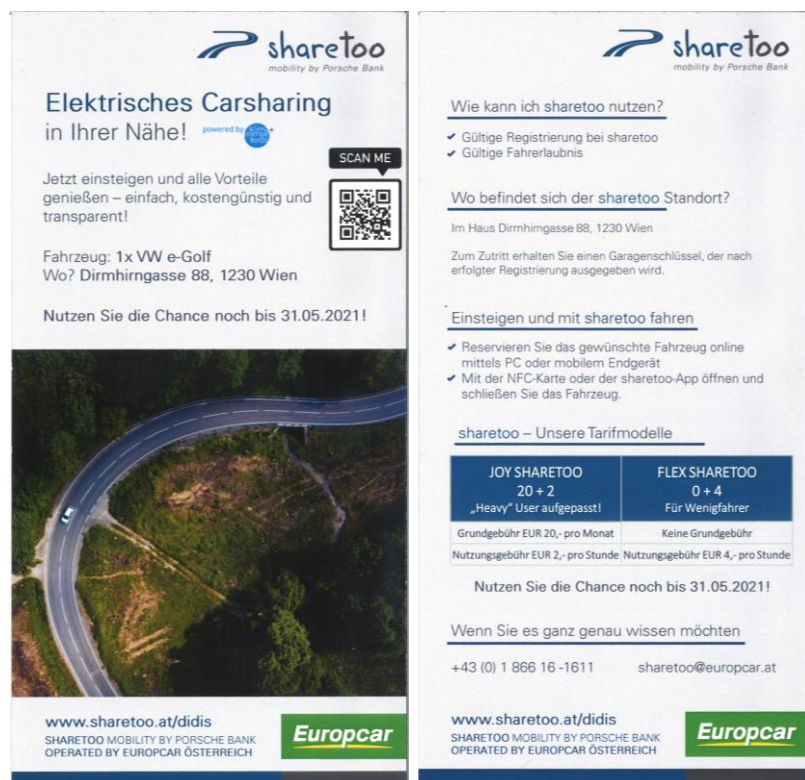 sharetoo
mobility by Porsche Bank
Elektrisches Carsharing
in Ihrer Nähe!
powered by
SCAN ME
Jetzt einsteigen und alle Vorteile
genießen – einfach, kostengünstig und
transparent!
Fahrzeug: 1x VW e-Golf
Wo? Dirmhirngasse 88, 1230 Wien
Nutzen Sie die Chance noch bis 31.05.2021!
www.sharetoo.at/didis
SHARETOO MOBILITY BY PORSCHE BANK
OPERATED BY EUROPCAR ÖSTERREICH
Europcar
sharetoo
mobility by Porsche Bank
Wie kann ich sharetoo nutzen?
✔ Gültige Registrierung bei sharetoo
✔ Gültige Fahrerlaubnis
Wo befindet sich der sharetoo Standort?
Im Haus Dirmhirngasse 88, 1230 Wien
Zum Zutritt erhalten Sie einen Garagenschlüssel, der nach
erfolgter Registrierung ausgegeben wird.
Einsteigen und mit sharetoo fahren
✔ Reservieren Sie das gewünschte Fahrzeug online
mittels PC oder mobilem Endgerät
✔ Mit der NFC-Karte oder der sharetoo-App öffnen und
schließen Sie das Fahrzeug.
sharetoo – Unsere Tarifmodelle
JOY SHARETOO
20 + 2
„Heavy“ User aufgepasst!
FLEX SHARETOO
0 + 4
Für Wenigfahrer
Grundgebühr EUR 20,- pro Monat
Keine Grundgebühr
Nutzungsgebühr EUR 2,- pro Stunde
Nutzungsgebühr EUR 4,- pro Stunde
Nutzen Sie die Chance noch bis 31.05.2021!
Wenn Sie es ganz genau wissen möchten
+43 (0) 1 866 16 -1611
sharetoo@europcar.at
www.sharetoo.at/didis
SHARETOO MOBILITY BY PORSCHE BANK
OPERATED BY EUROPCAR ÖSTERREICH
Europcar